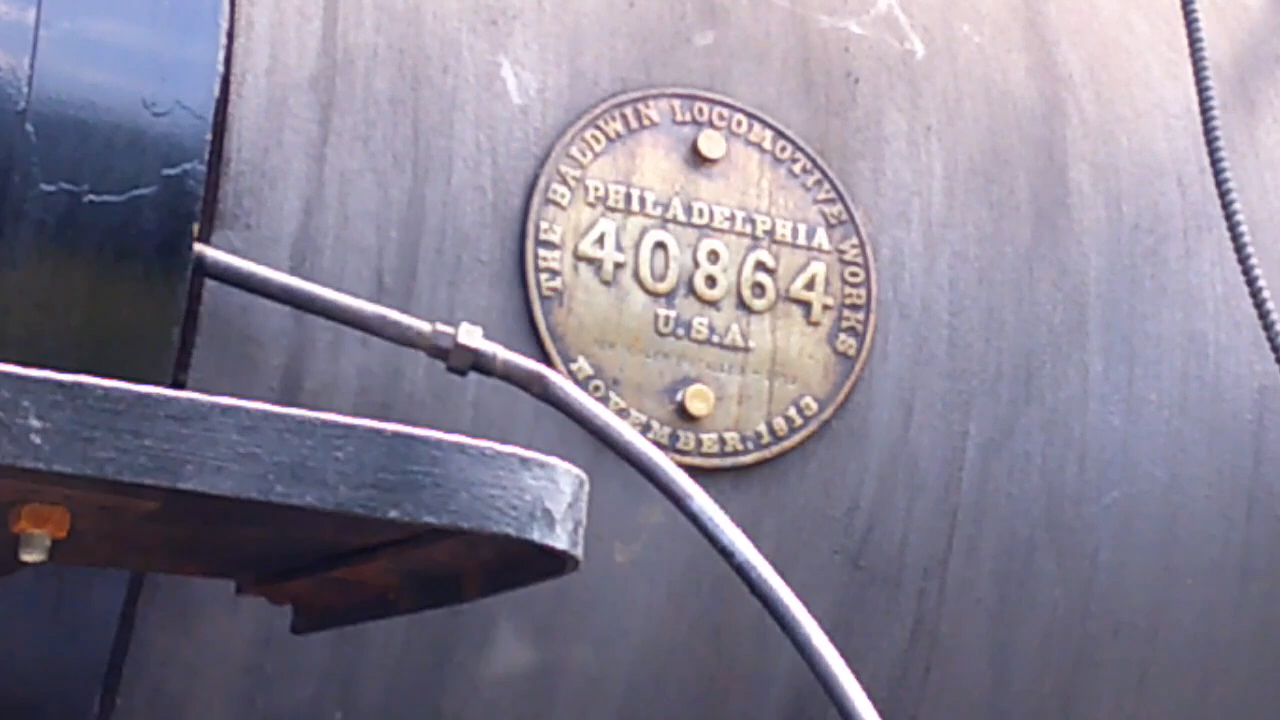 THE BALDWIN LOCOMOTIVE WORKS
PHILADELPHIA
40864
U.S.A.
NOVEMBER. 1913